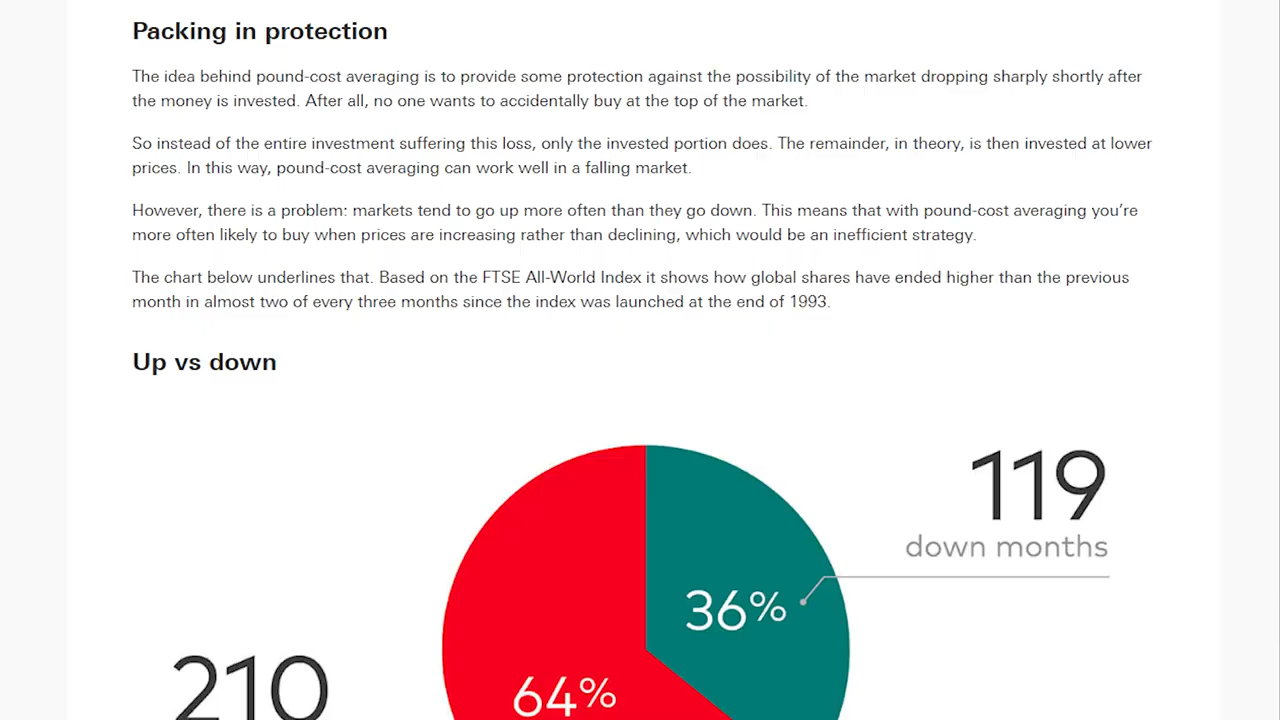 Packing in protection
The idea behind pound-cost averaging is to provide some protection against the possibility of the market dropping sharply shortly after
the money is invested. After all, no one wants to accidentally buy at the top of the market.
So instead of the entire investment suffering this loss, only the invested portion does. The remainder, in theory, is then invested at lower
prices. In this way, pound-cost averaging can work well in a falling market.
However, there is a problem: markets tend to go up more often than they go down. This means that with pound-cost averaging you’re
more often likely to buy when prices are increasing rather than declining, which would be an inefficient strategy.
The chart below underlines that. Based on the FTSE All-World Index it shows how global shares have ended higher than the previous
month in almost two of every three months since the index was launched at the end of 1993.
Up vs down
119
down months
36%
210
64%